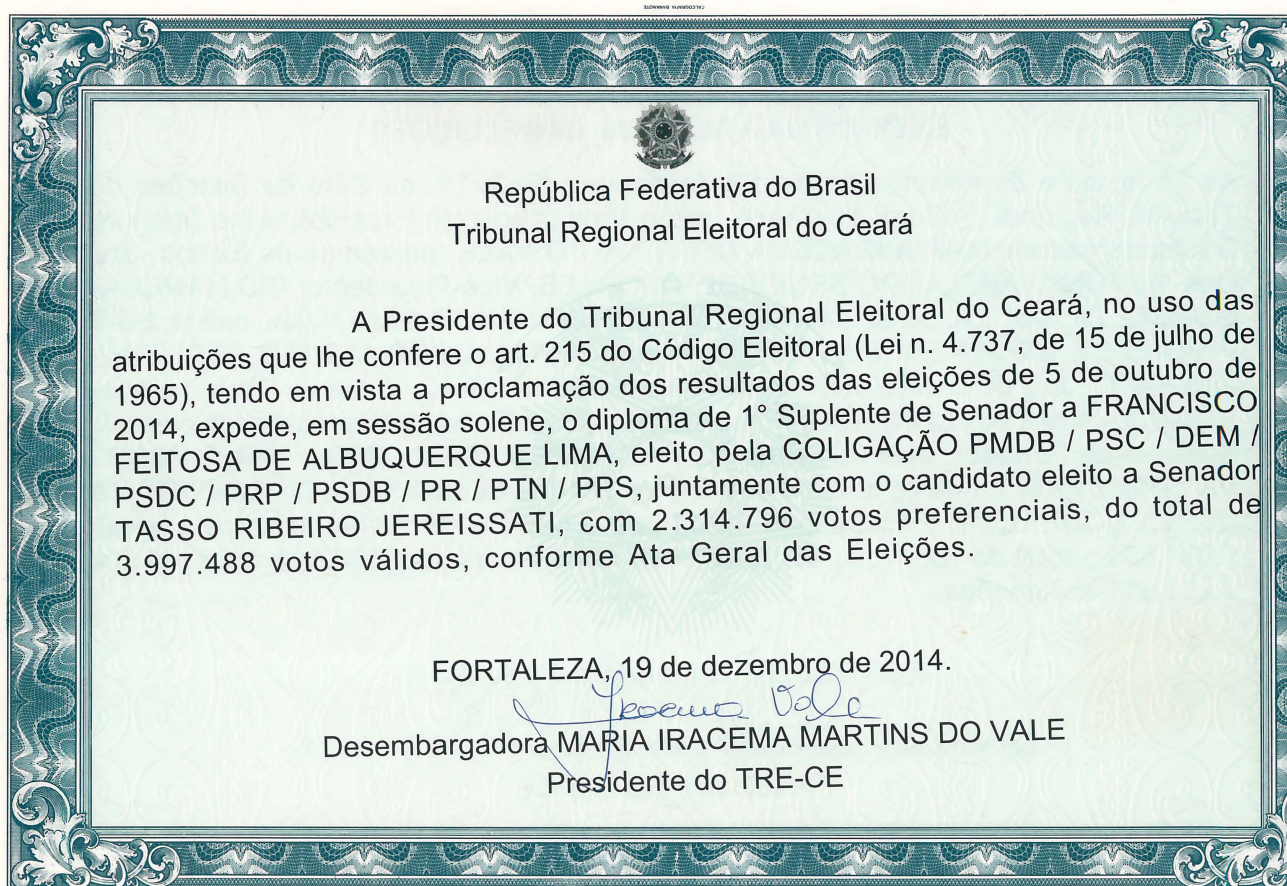 República Federativa do Brasil
Tribunal Regional Eleitoral do Ceará
A Presidente do Tribunal Regional Eleitoral do Ceará, no uso das
atribuições que lhe confere o art. 215 do Código Eleitoral (Lei n. 4.737, de 15 de julho de
1965), tendo em vista a proclamação dos resultados das eleições de 5 de outubro de
2014, expede, em sessão solene, o diploma de 1° Suplente de Senador a FRANCISCO
FEITOSA DE ALBUQUERQUE LIMA, eleito pela COLIGAÇÃO PMDB / PSC / DEM /
PSDC / PRP / PSDB / PR / PTN / PPS, juntamente com o candidato eleito a Senador
TASSO RIBEIRO JEREISSATI, com 2.314.796 votos preferenciais, do total de
3.997.488 votos válidos, conforme Ata Geral das Eleições.
FORTALEZA, 19 de dezembro de 2014.
Iracema Vale
Desembargadora MARIA IRACEMA MARTINS DO VALE
Presidente do TRE-CE